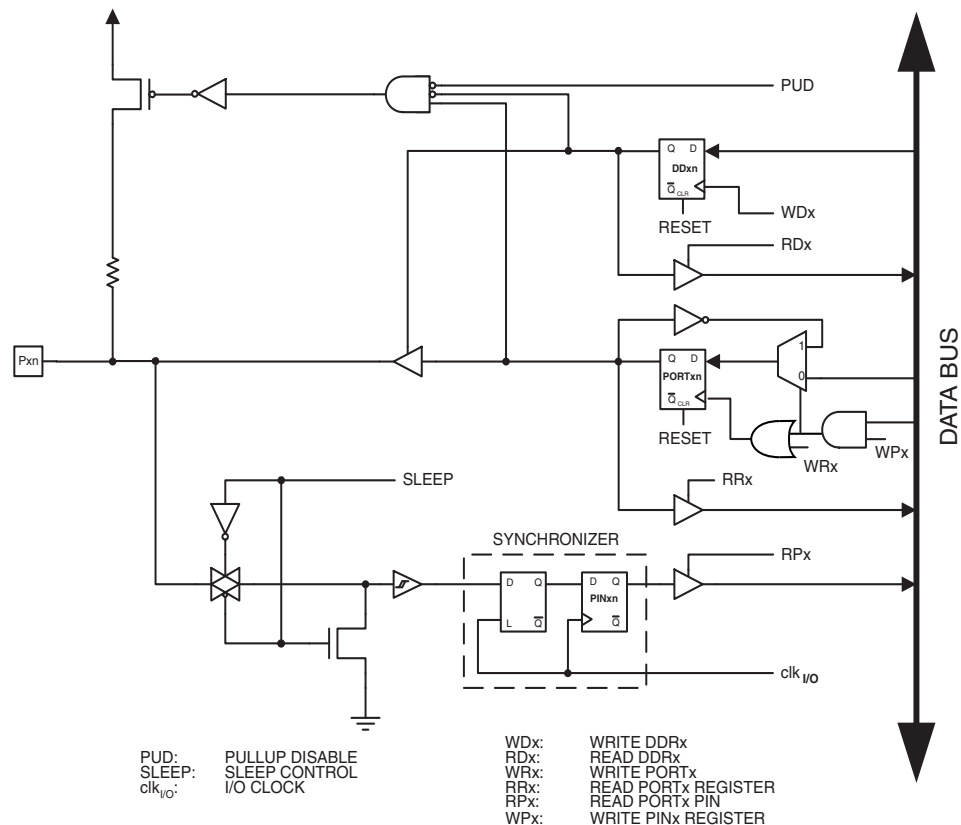 PUD
Q D
DDxn
Q CLR
WDx
RESET
RDx
1
Pxn
Q D
PORTxn
0
Q CLR
RESET
WRx
WPx
DATA BUS
SLEEP
RRx
SYNCHRONIZER
RPx
D Q
D Q
PINxn
L Q
Q
clk I/O
PUD: PULLUP DISABLE
SLEEP: SLEEP CONTROL
clkI/O: I/O CLOCK
WDx: WRITE DDRx
RDx: READ DDRx
WRx: WRITE PORTx
RRx: READ PORTx REGISTER
RPx: READ PORTx PIN
WPx: WRITE PINx REGISTER